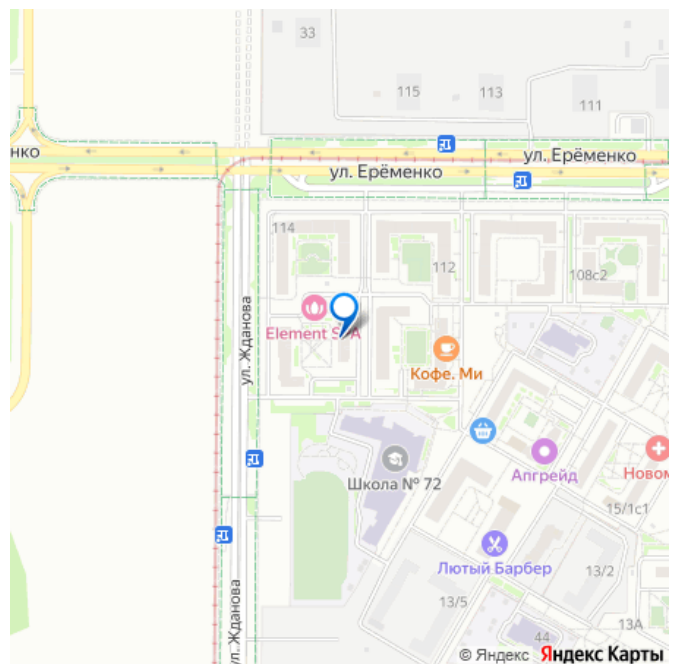 33
115
113
111
нко
ул. Ерёменко
ул. Ерёменко
114
112
108с2
Element SPA
ул. Жданова
Кофе. Ми
Школа № 72
Апгрейд
Новом
15/1с1
Лютый Барбер
13/2
13/5
13А
44
ул. Жданова
© Яндекс Яндекс Карты